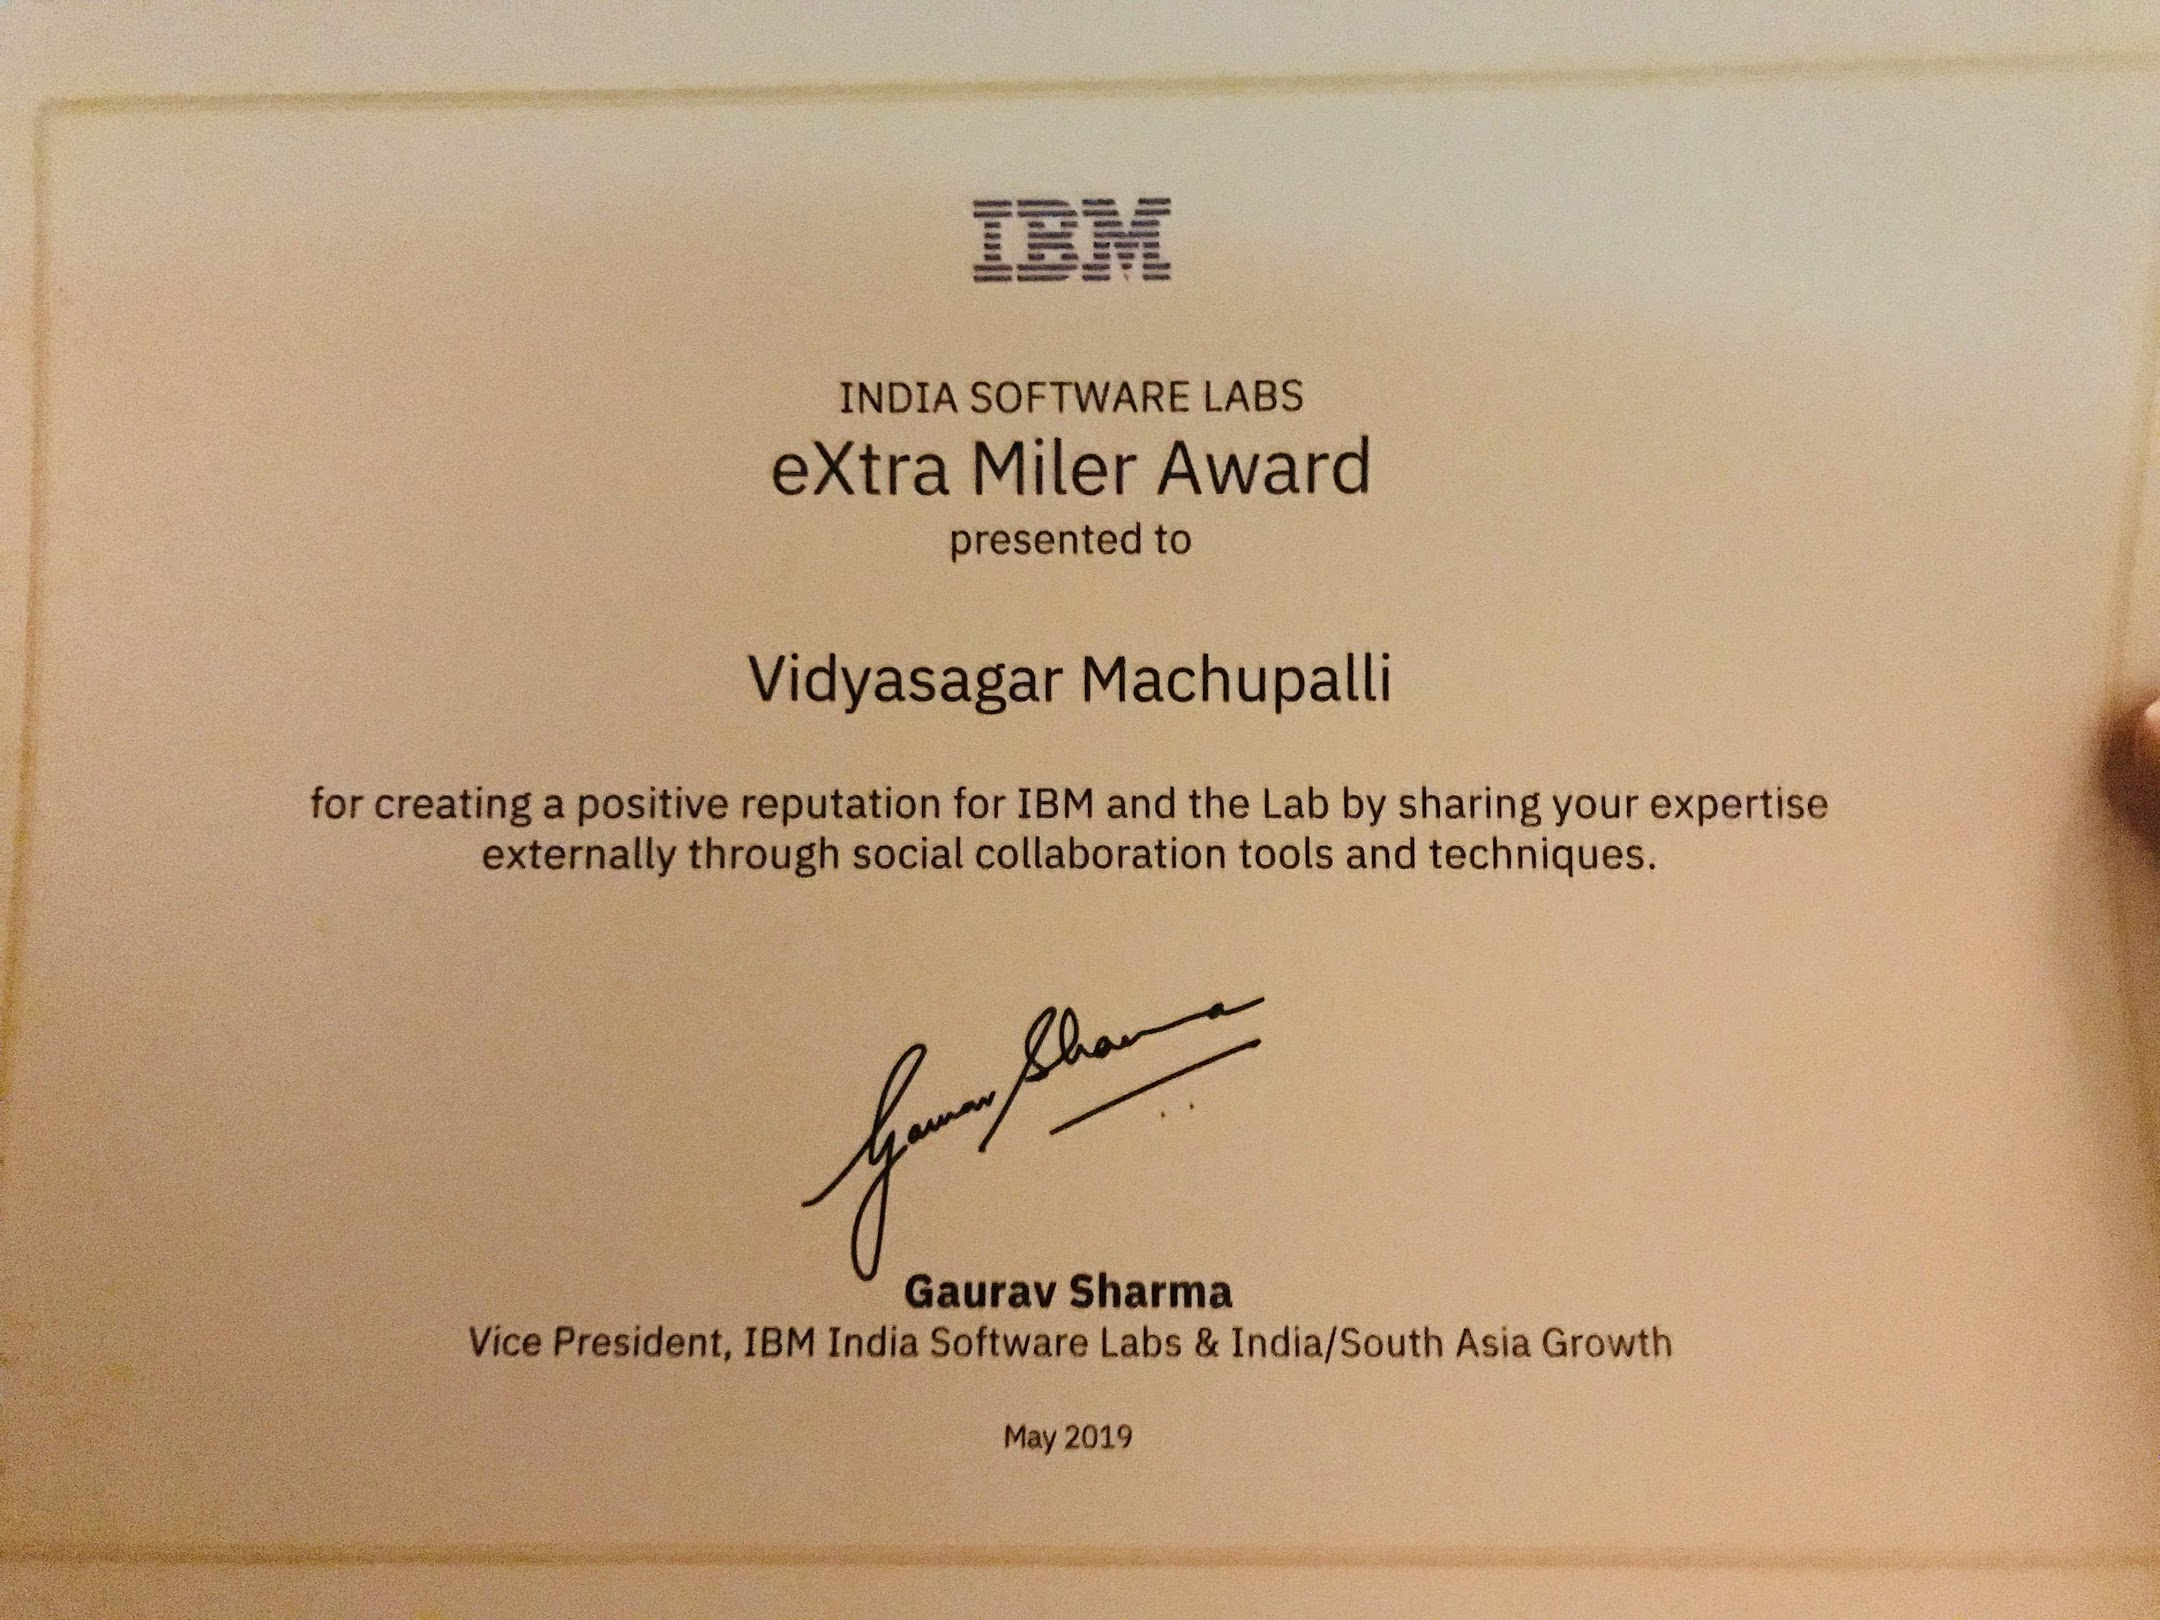 IBM
INDIA SOFTWARE LABS
eXtra Miler Award
presented to
Vidyasagar Machupalli
for creating a positive reputation for IBM and the Lab by sharing your expertise
externally through social collaboration tools and techniques.
Gaurav Sharma
Gaurav Sharma
Vice President, IBM India Software Labs & India/South Asia Growth
May 2019